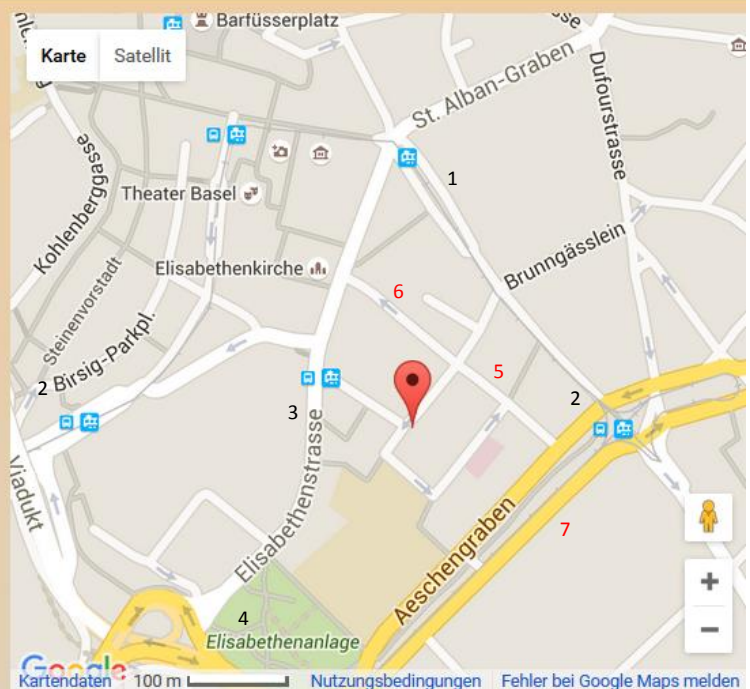 Barfüsserplatz
Karte Satellit
St. Alban-Graben
Dufourstrasse
Kohlenberggasse
1
Theater Basel
Brunngässlein
Elisabethenkirche
Steinenvorstadt
6
2 Birsig-Parkpl.
5
2
3
Elisabethenstrasse
Viadukt
Aeschengraben
7
4
Elisabethenanlage
Google
Kartendaten 100 m Nutzungsbedingungen Fehler bei Google Maps melden